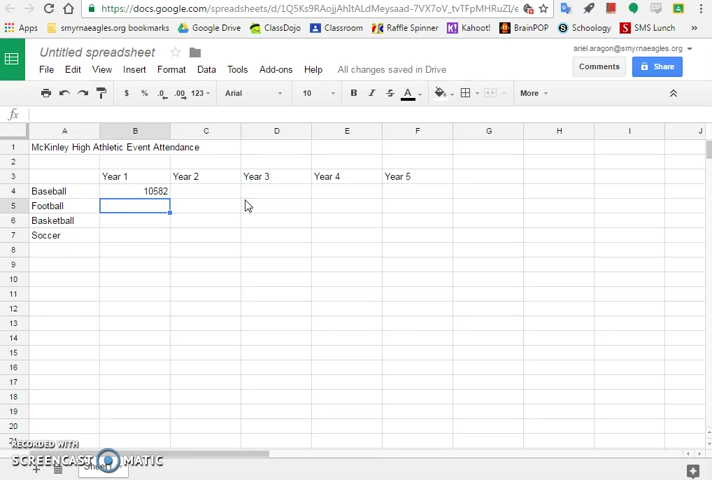 https://docs.google.com/spreadsheets/d/1Q5Ks9RAojjAhItALdMeysaad-7VX7oV_tvTFpMHRuZI/e
Apps smyrnaeagles.org bookmarks Google Drive ClassDojo Classroom Raffle Spinner Kahoot! BrainPOP Schoology SMS Lunch »
Untitled spreadsheet
ariel.aragon@smyrnaeagles.org
File Edit View Insert Format Data Tools Add-ons Help All changes saved in Drive
Comments Share
$ % .0 .00 123 Arial 10 B I S A More
fx
A B C D E F G H I J
1 McKinley High Athletic Event Attendance
2
3 Year 1 Year 2 Year 3 Year 4 Year 5
4 Baseball 10582
5 Football
6 Basketball
7 Soccer
8
9
10
11
12
13
14
15
16
17
18
19
20
RECORDED WITH
SCREENCAST MATIC